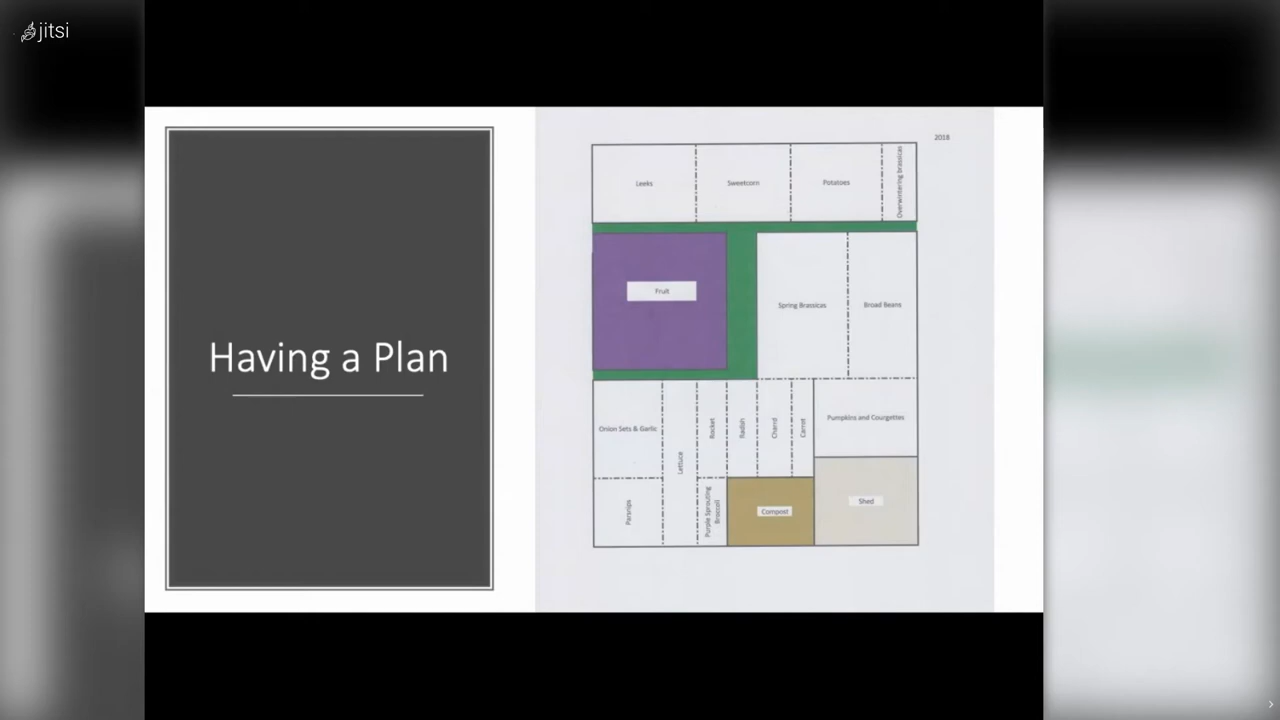 jitsi
Having a Plan
2018
Leeks
Sweetcorn
Potatoes
Overwintering brassicas
Fruit
Spring Brassicas
Broad Beans
Onion Sets & Garlic
Lettuce
Rocket
Radish
Charrd
Carrot
Pumpkins and Courgettes
Parsnips
Purple Sprouting
Broccoli
Compost
Shed